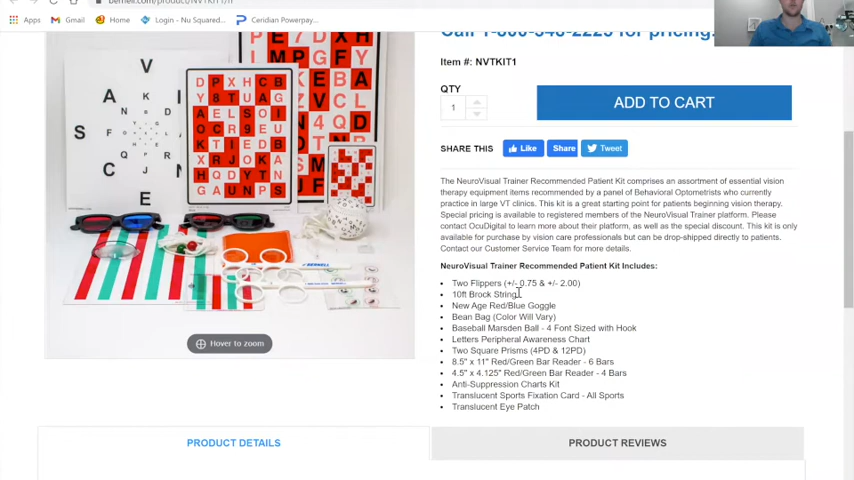 bernell.com/product/NVTKIT1/
Apps Gmail Home Login - Nu Squared... Ceridian Powerpay...
Item #: NVTKIT1
QTY
1 ADD TO CART
SHARE THIS Like Share Tweet
The NeuroVisual Trainer Recommended Patient Kit comprises an assortment of essential vision
therapy equipment items recommended by a panel of Behavioral Optometrists who currently
practice in large VT clinics. This kit is a great starting point for patients beginning vision therapy.
Special pricing is available to registered members of the NeuroVisual Trainer platform. Please
contact OcuDigital to learn more about their platform, as well as the special discount. This kit is only
available for purchase by vision care professionals but can be drop-shipped directly to patients.
Contact our Customer Service Team for more details.
NeuroVisual Trainer Recommended Patient Kit Includes:
Two Flippers (+/- 0.75 & +/- 2.00)
10ft Brock String
New Age Red/Blue Goggle
Bean Bag (Color Will Vary)
Baseball Marsden Ball - 4 Font Sized with Hook
Letters Peripheral Awareness Chart
Two Square Prisms (4PD & 12PD)
8.5" x 11" Red/Green Bar Reader - 6 Bars
4.5" x 4.125" Red/Green Bar Reader - 4 Bars
Anti-Suppression Charts Kit
Translucent Sports Fixation Card - All Sports
Translucent Eye Patch
Hover to zoom
PRODUCT DETAILS PRODUCT REVIEWS